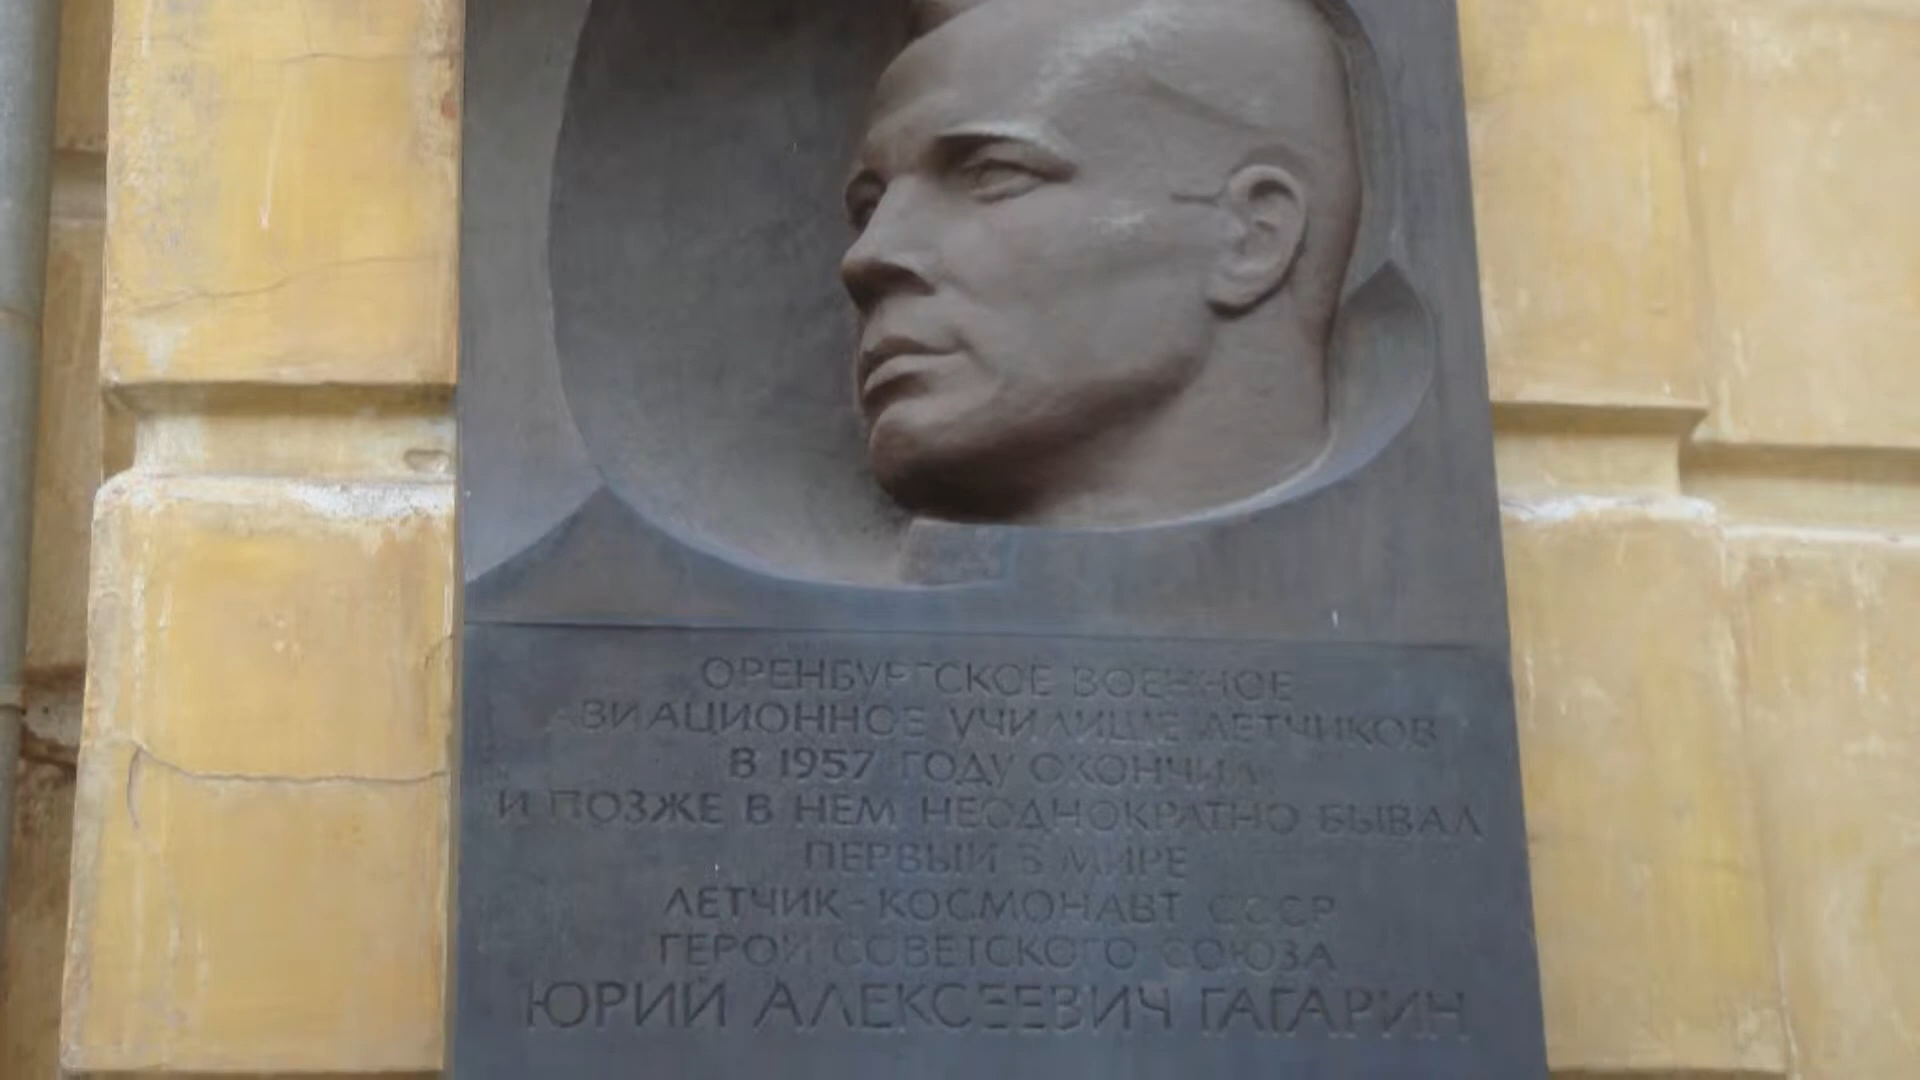 ОРЕНБУРГСКОЕ ВОЕННОЕ
АВИАЦИОННОЕ УЧИЛИЩЕ ЛЕТЧИКОВ
В 1957 ГОДУ ОКОНЧИЛ
И ПОЗЖЕ В НЕМ НЕОДНОКРАТНО БЫВАЛ
ПЕРВЫЙ В МИРЕ
ЛЕТЧИК-КОСМОНАВТ СССР
ГЕРОЙ СОВЕТСКОГО СОЮЗА
ЮРИЙ АЛЕКСЕЕВИЧ ГАГАРИН